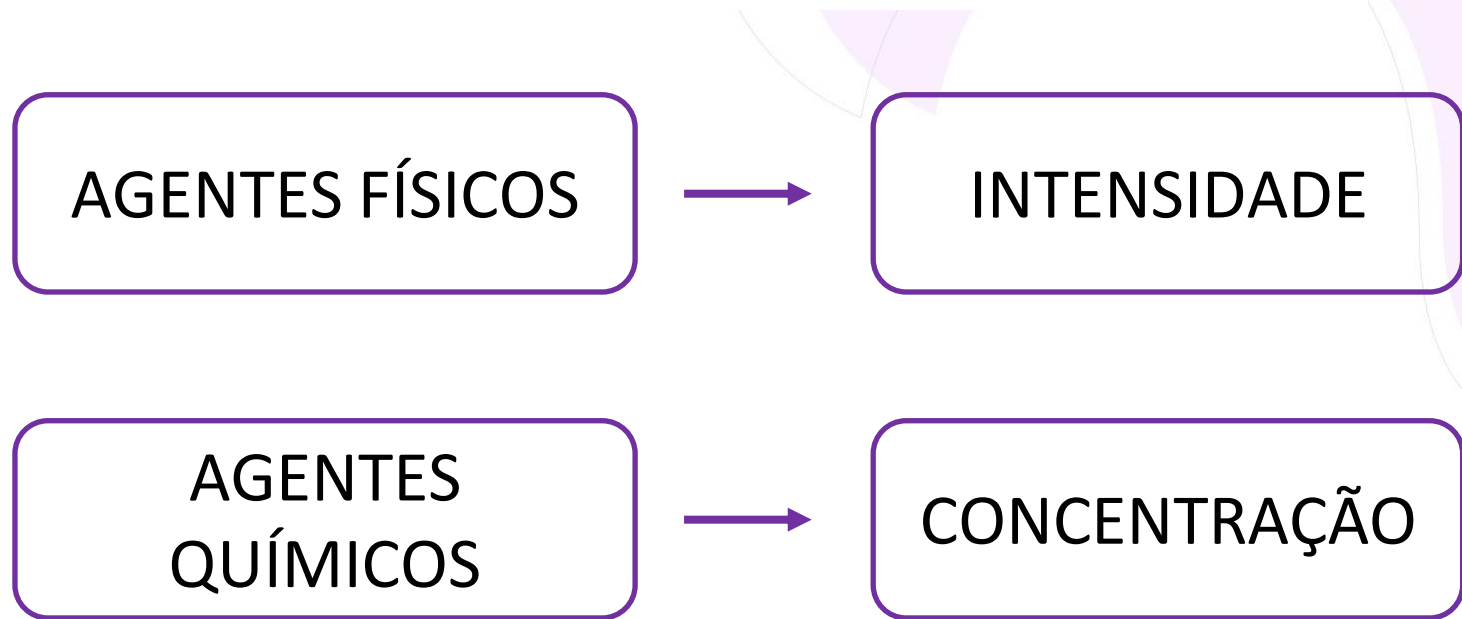 AGENTES FÍSICOS
INTENSIDADE
AGENTES
QUÍMICOS
CONCENTRAÇÃO